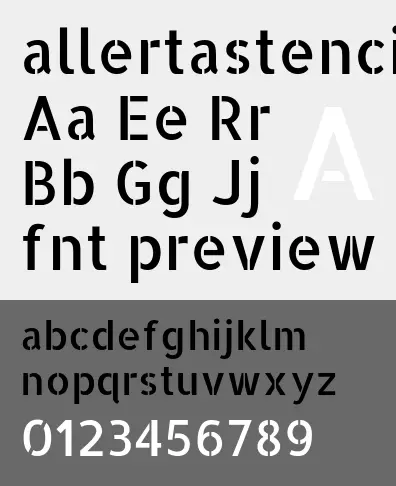 allertastenci
Aa Ee Rr
A
Bb Gg Jj
fnt preview
abcdefghijklm
nopqrstuvwxyz
0123456789